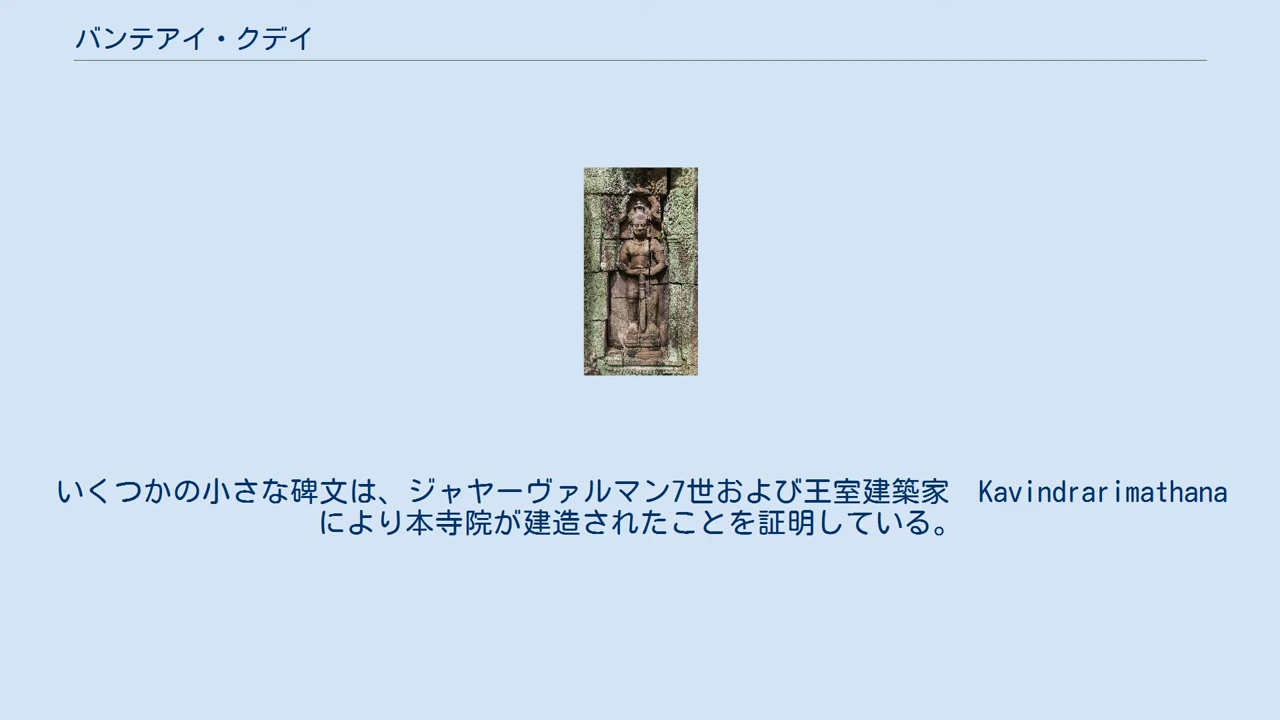 バンテアイ・クデイ
いくつかの小さな碑文は、ジャヤーヴァルマン7世および王室建築家　Kavindrarimathana
により本寺院が建造されたことを証明している。